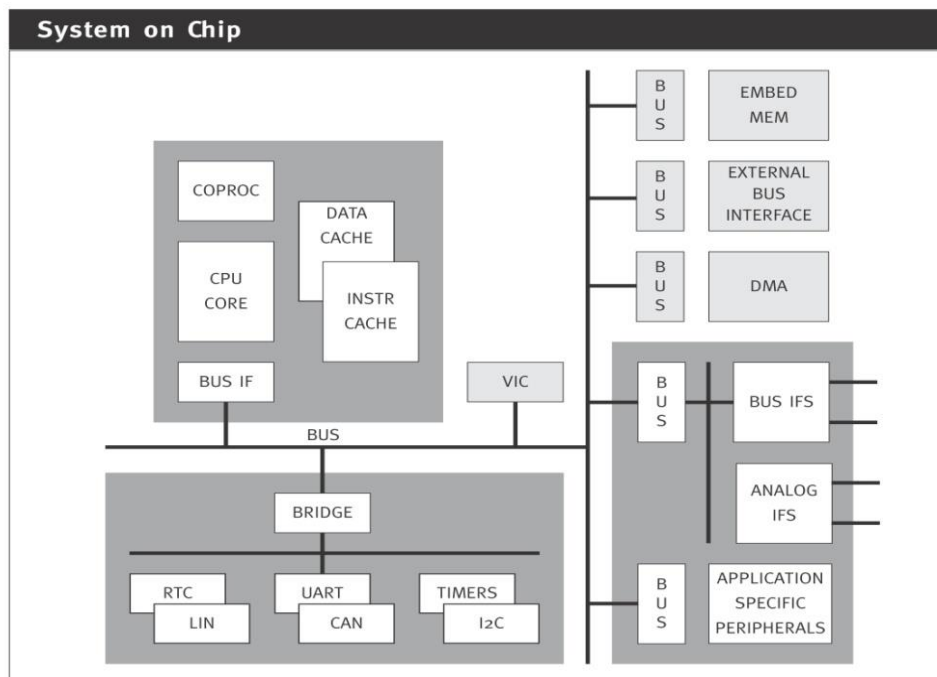 System on Chip
COPROC
DATA
CACHE
CPU
CORE
INSTR
CACHE
BUS IF
VIC
BUS
BRIDGE
RTC
LIN
UART
CAN
TIMERS
I2C
B
U
S
EMBED
MEM
B
U
S
EXTERNAL
BUS
INTERFACE
B
U
S
DMA
B
U
S
BUS IFS
ANALOG
IFS
B
U
S
APPLICATION
SPECIFIC
PERIPHERALS